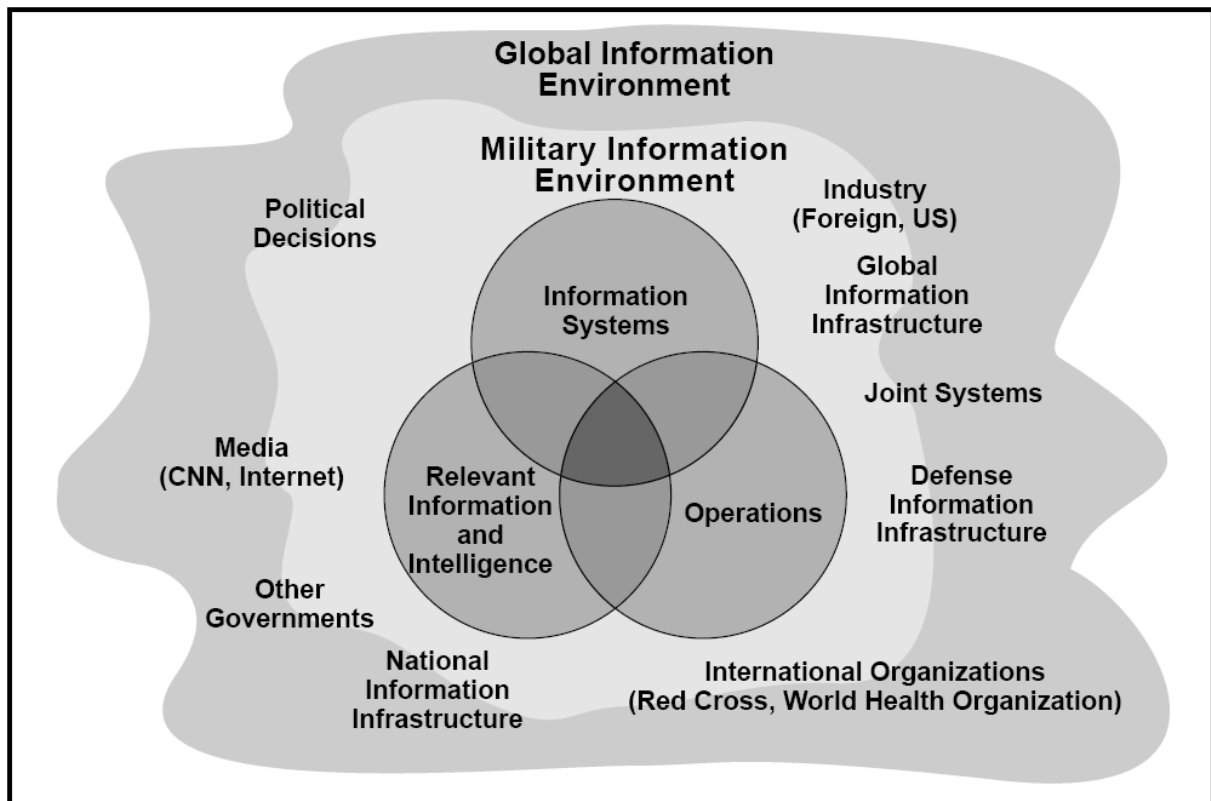 Global Information
Environment
Military Information
Environment
Political
Decisions
Industry
(Foreign, US)
Information
Systems
Global
Information
Infrastructure
Joint Systems
Media
(CNN, Internet)
Relevant
Information
and
Intelligence
Operations
Defense
Information
Infrastructure
Other
Governments
National
Information
Infrastructure
International Organizations
(Red Cross, World Health Organization)